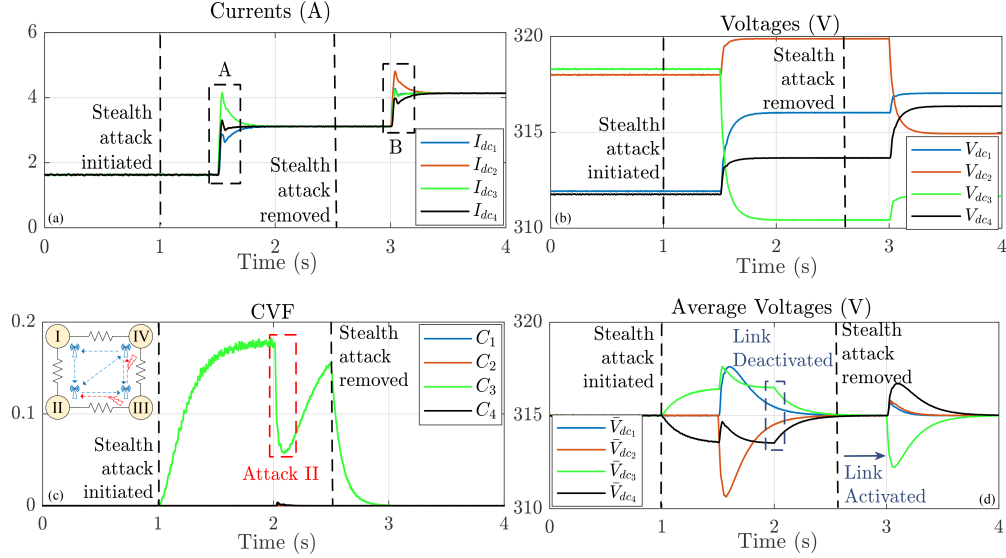 Currents (A)
6
4
2
0
A
B
Stealth
attack
initiated
Stealth
attack
removed
I_dc1
I_dc2
I_dc3
I_dc4
(a)
0 1 2 3 4
Time (s)
Voltages (V)
320
315
310
Stealth
attack
initiated
Stealth
attack
removed
V_dc1
V_dc2
V_dc3
V_dc4
(b)
0 1 2 3 4
Time (s)
CVF
0.2
0.1
0
I IV
II III
Stealth
attack
initiated
Attack II
Stealth
attack
removed
C_1
C_2
C_3
C_4
(c)
0 1 2 3 4
Time (s)
Average Voltages (V)
320
315
310
Stealth
attack
initiated
Link
Deactivated
Stealth
attack
removed
V̄_dc1
V̄_dc2
V̄_dc3
V̄_dc4
Link
Activated
(d)
0 1 2 3 4
Time (s)